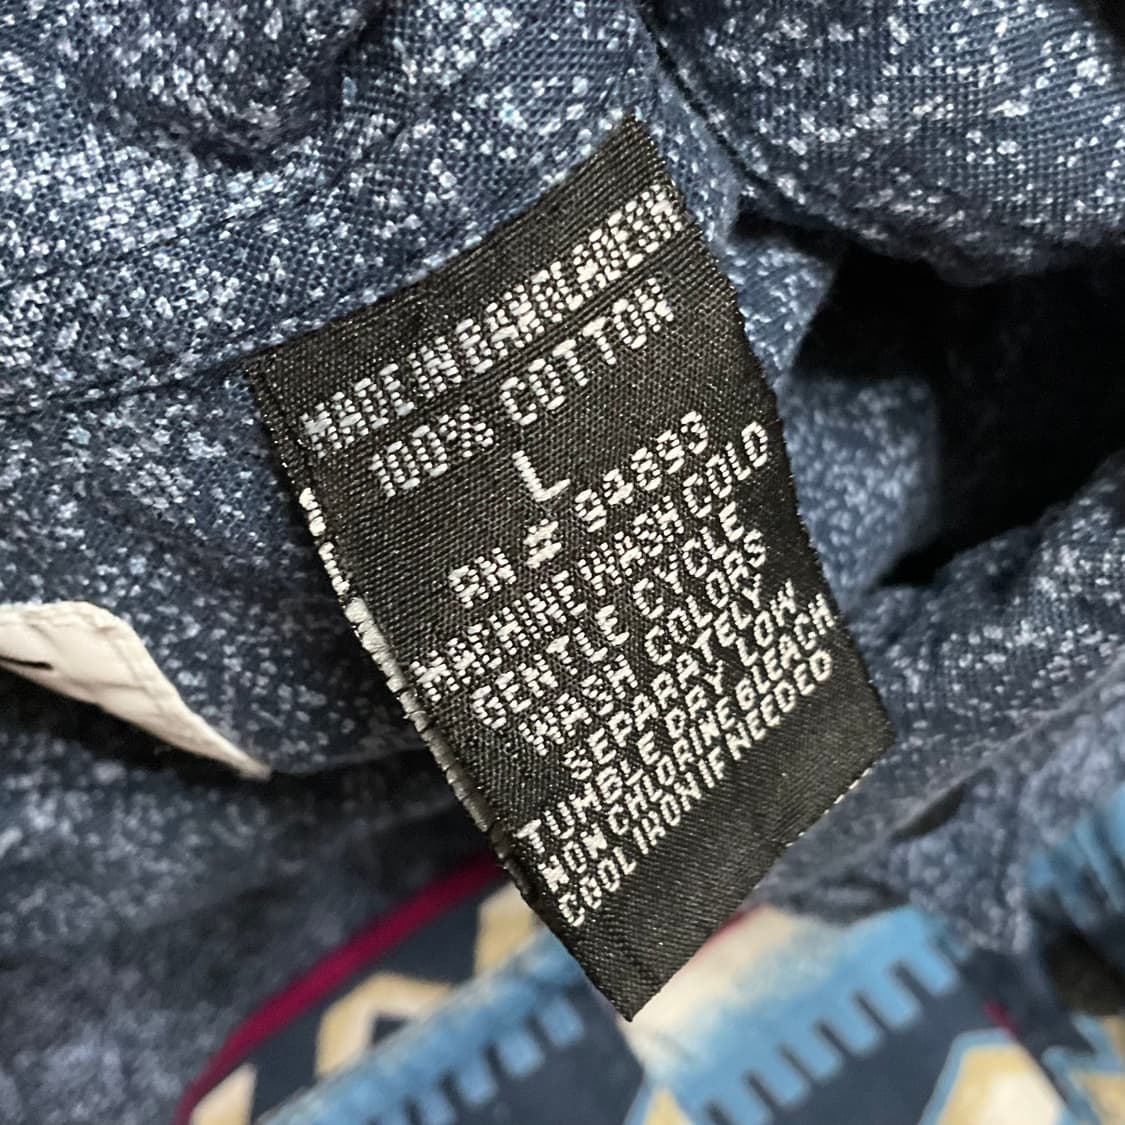 MADE IN BANGLADESH
100% COTTON
L
RN # 91893
MACHINE WASH COLD
GENTLE CYCLE
WASH COLORS
SEPARATELY
TUMBLE DRY LOW
NON CHLORINE BLEACH
COOL IRON IF NEEDED